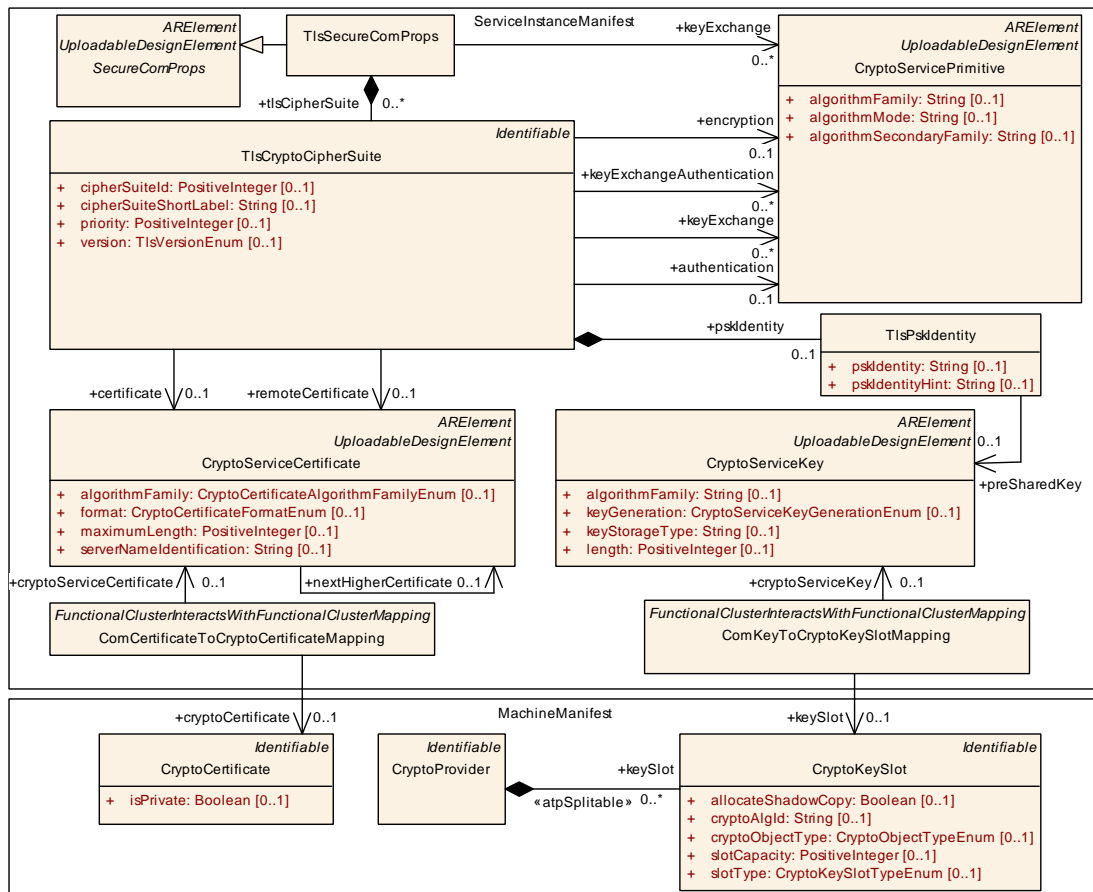 ServiceInstanceManifest
ARElement
UploadableDesignElement
SecureComProps
TlsSecureComProps
+keyExchange
0..*
ARElement
UploadableDesignElement
CryptoServicePrimitive
+ algorithmFamily: String [0..1]
+ algorithmMode: String [0..1]
+ algorithmSecondaryFamily: String [0..1]
+tlsCipherSuite
0..*
Identifiable
TlsCryptoCipherSuite
+ cipherSuiteId: PositiveInteger [0..1]
+ cipherSuiteShortLabel: String [0..1]
+ priority: PositiveInteger [0..1]
+ version: TlsVersionEnum [0..1]
+encryption
0..1
+keyExchangeAuthentication
0..*
+keyExchange
0..*
+authentication
0..1
+pskIdentity
0..1
TlsPskIdentity
+ pskIdentity: String [0..1]
+ pskIdentityHint: String [0..1]
+certificate
0..1
+remoteCertificate
0..1
ARElement
UploadableDesignElement
CryptoServiceCertificate
+ algorithmFamily: CryptoCertificateAlgorithmFamilyEnum [0..1]
+ format: CryptoCertificateFormatEnum [0..1]
+ maximumLength: PositiveInteger [0..1]
+ serverNameIdentification: String [0..1]
ARElement
UploadableDesignElement
CryptoServiceKey
+ algorithmFamily: String [0..1]
+ keyGeneration: CryptoServiceKeyGenerationEnum [0..1]
+ keyStorageType: String [0..1]
+ length: PositiveInteger [0..1]
0..1
+preSharedKey
+cryptoServiceCertificate
0..1
+nextHigherCertificate
0..1
+cryptoServiceKey
0..1
FunctionalClusterInteractsWithFunctionalClusterMapping
ComCertificateToCryptoCertificateMapping
FunctionalClusterInteractsWithFunctionalClusterMapping
ComKeyToCryptoKeySlotMapping
MachineManifest
+cryptoCertificate
0..1
+keySlot
0..1
Identifiable
CryptoCertificate
+ isPrivate: Boolean [0..1]
Identifiable
CryptoProvider
+keySlot
«atpSplitable»
0..*
Identifiable
CryptoKeySlot
+ allocateShadowCopy: Boolean [0..1]
+ cryptoAlgId: String [0..1]
+ cryptoObjectType: CryptoObjectTypeEnum [0..1]
+ slotCapacity: PositiveInteger [0..1]
+ slotType: CryptoKeySlotTypeEnum [0..1]